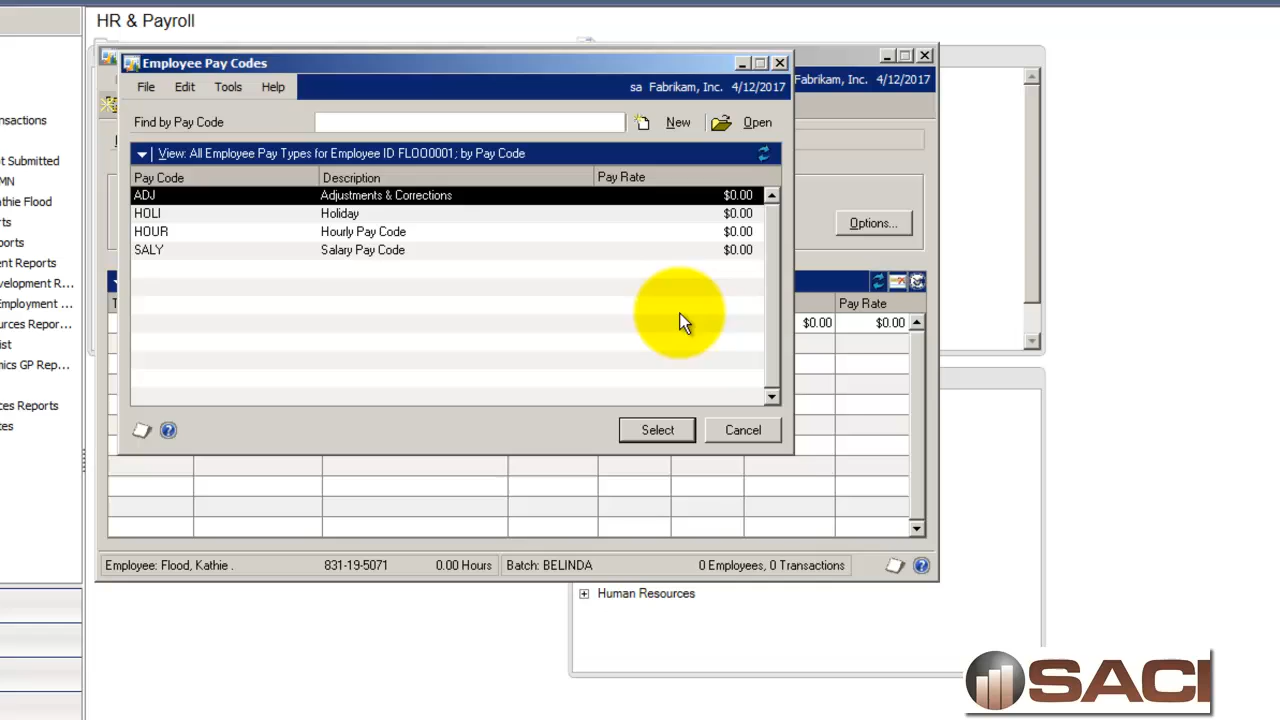 HR & Payroll
Employee Pay Codes
File Edit Tools Help
sa Fabrikam, Inc. 4/12/2017
Fabrikam, Inc. 4/12/2017
Find by Pay Code
New
Open
View: All Employee Pay Types for Employee ID FLOO0001; by Pay Code
Pay Code Description Pay Rate
ADJ Adjustments & Corrections $0.00
HOLI Holiday $0.00
HOUR Hourly Pay Code $0.00
SALY Salary Pay Code $0.00
Select Cancel
Options...
Pay Rate
$0.00 $0.00
Employee: Flood, Kathie . 831-19-5071 0.00 Hours Batch: BELINDA 0 Employees, 0 Transactions
Human Resources
nsactions
ot Submitted
MN
thie Flood
rts
ports
ent Reports
velopment R...
Employment ...
ources Repor...
ist
mics GP Rep...
ces Reports
tes
SACI